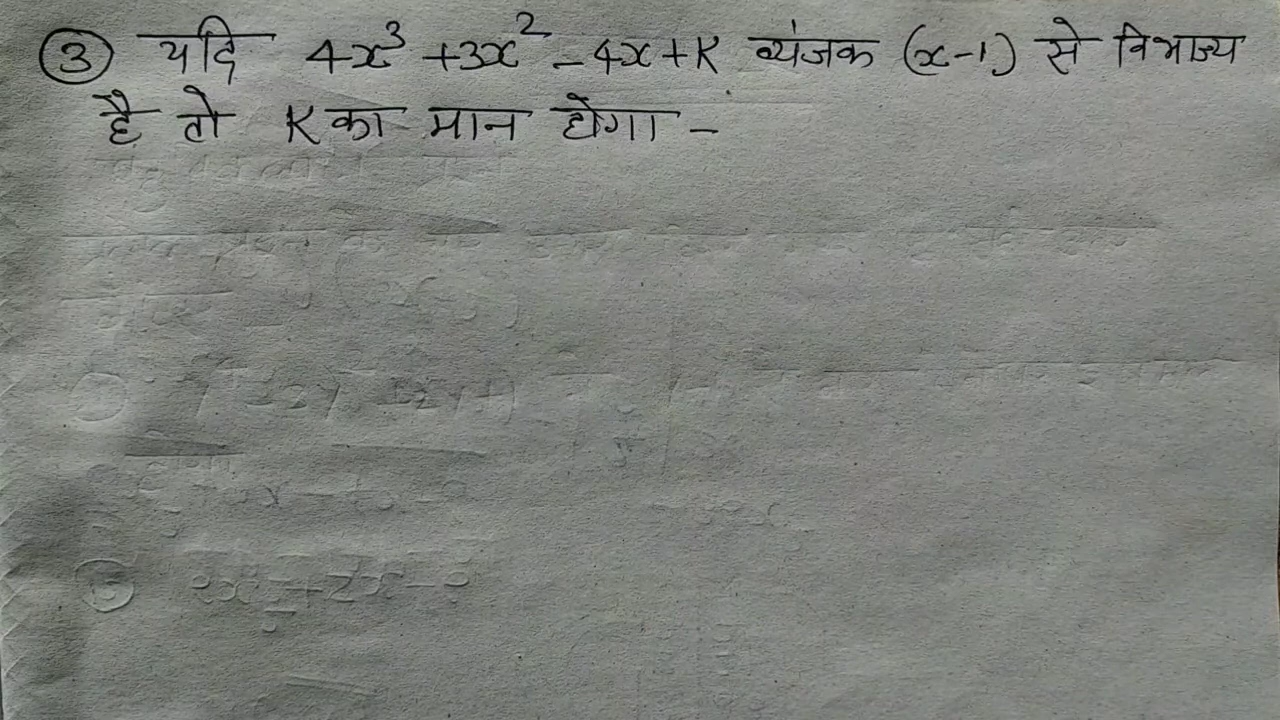 ③ यदि 4x³ + 3x² - 4x + K व्यंजक (x-1) से विभाज्य
है तो K का मान होगा -